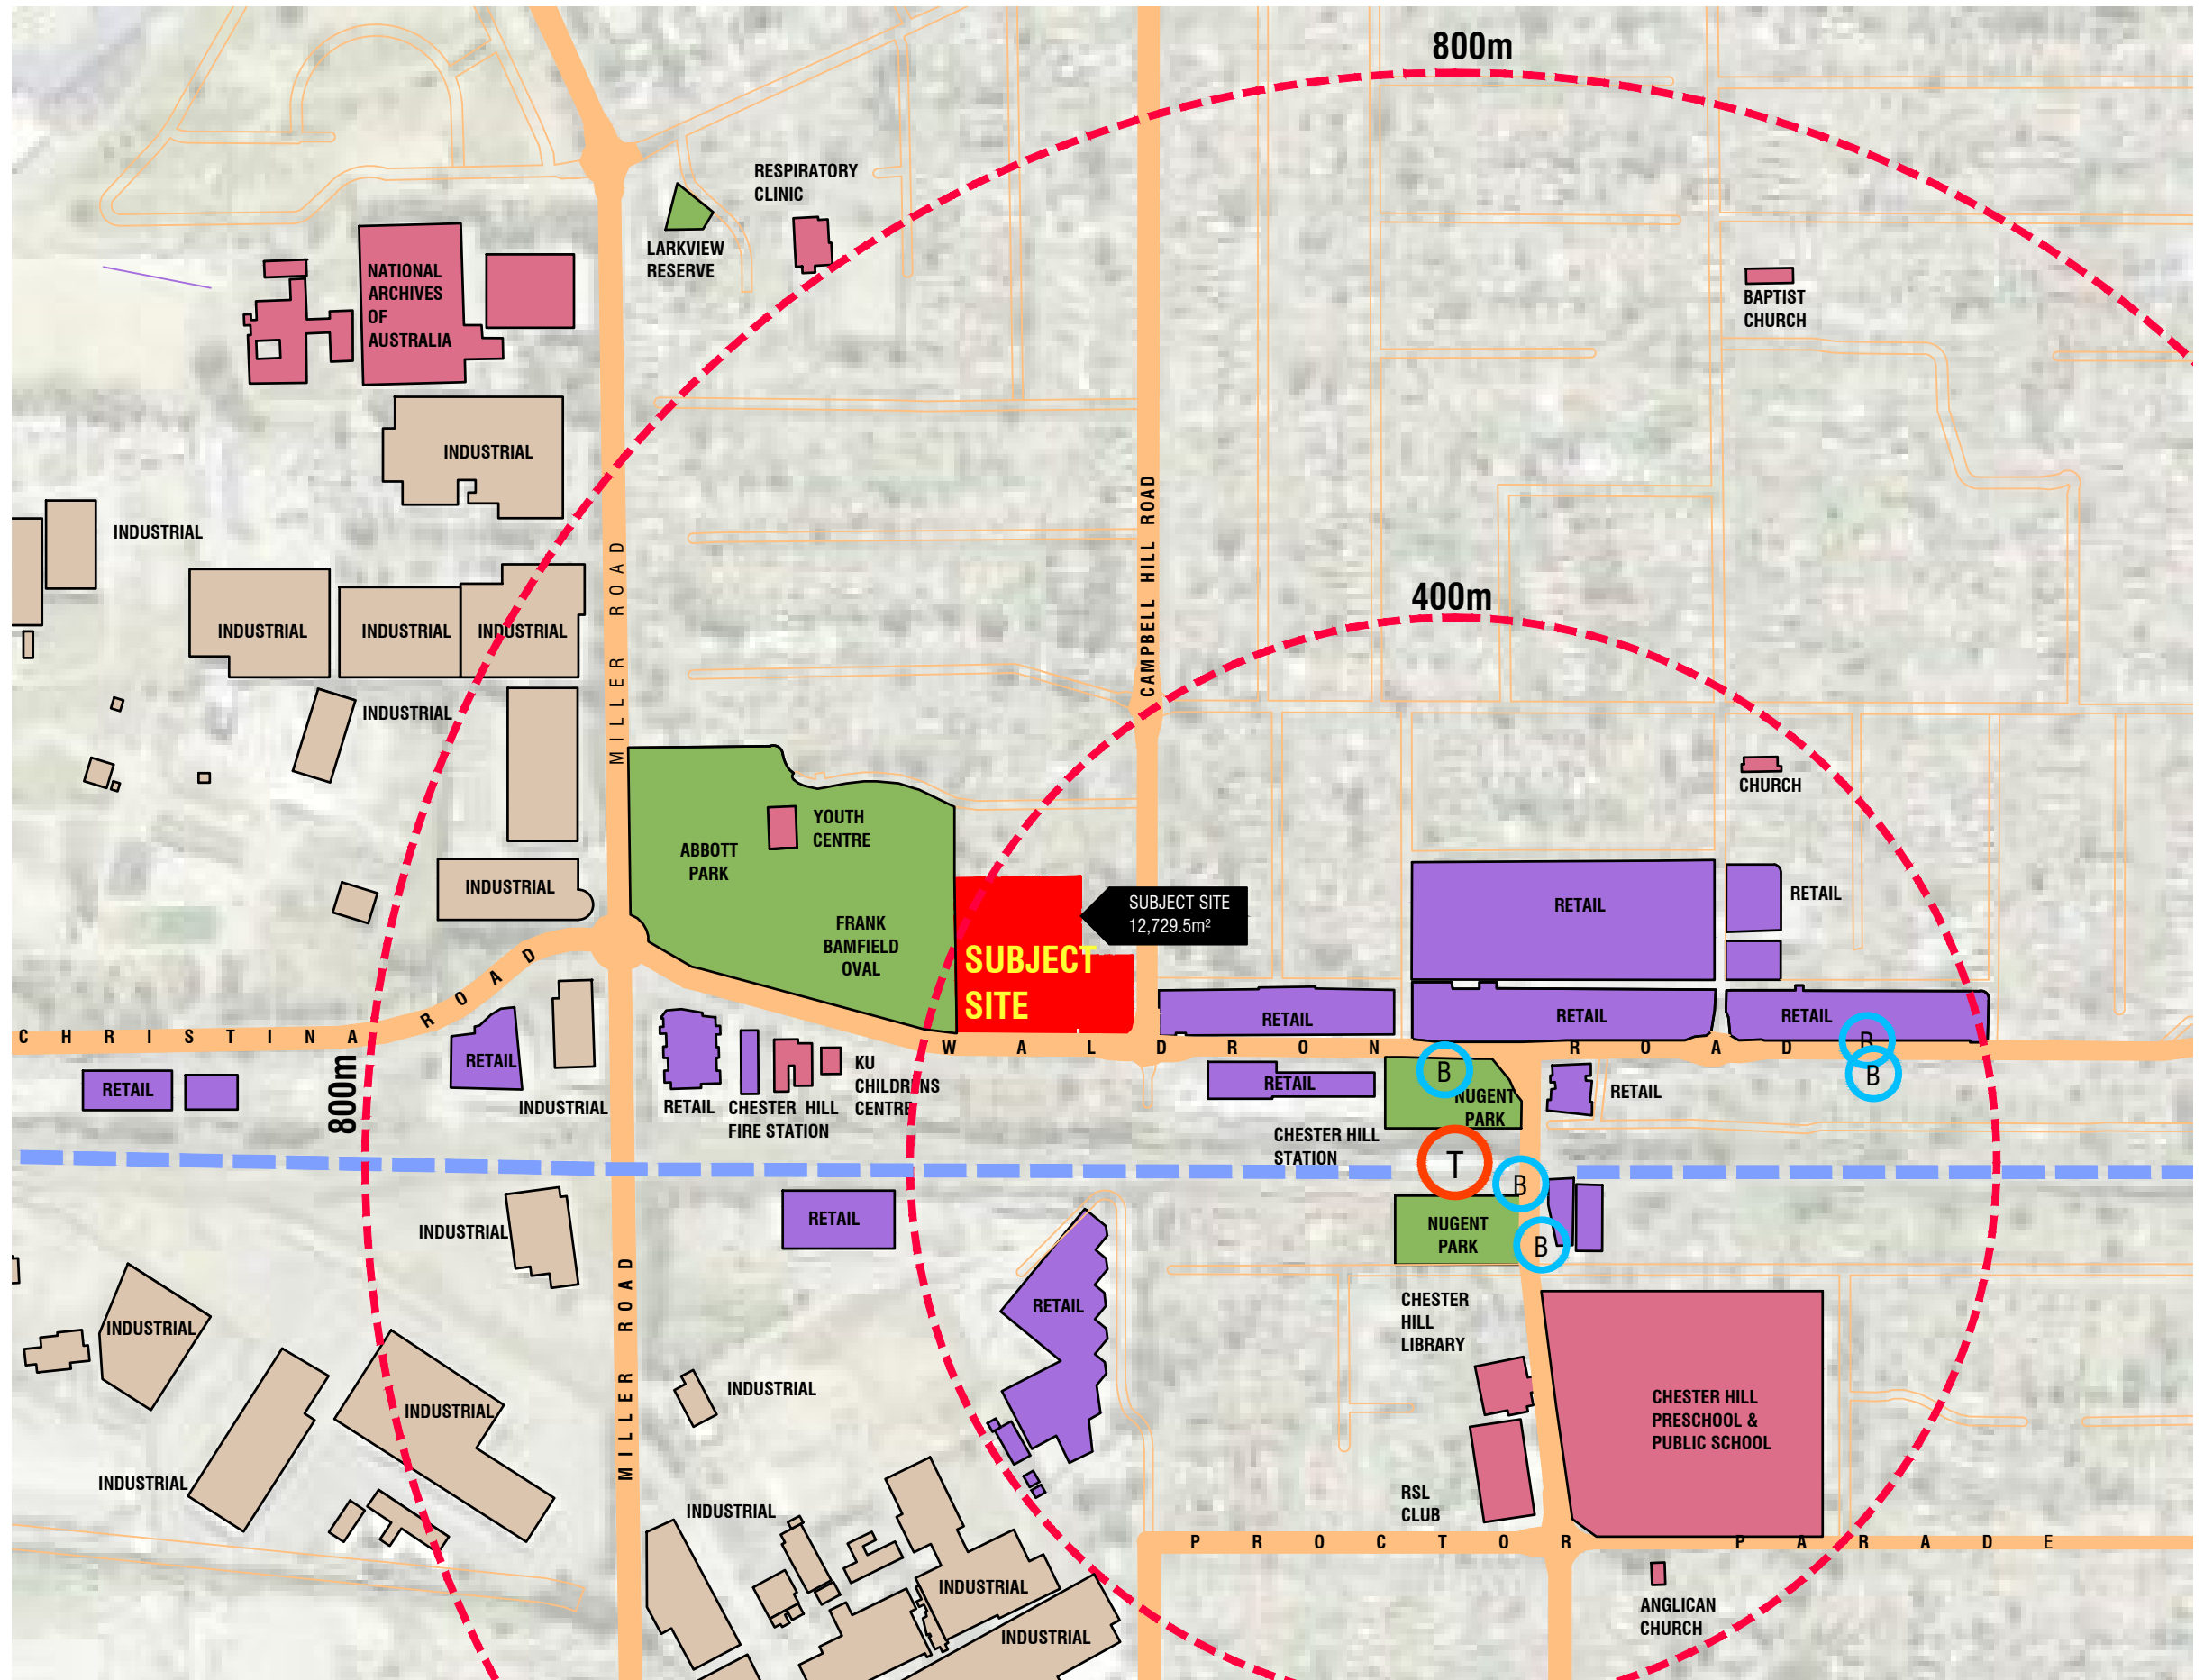 800m
RESPIRATORY
CLINIC
LARKVIEW
RESERVE
NATIONAL
ARCHIVES
OF
AUSTRALIA
BAPTIST
CHURCH
INDUSTRIAL
INDUSTRIAL
CAMPBELL HILL ROAD
MILLER ROAD
400m
INDUSTRIAL
INDUSTRIAL
INDUSTRIAL
INDUSTRIAL
CHURCH
YOUTH
CENTRE
ABBOTT
PARK
INDUSTRIAL
FRANK
BAMFIELD
OVAL
SUBJECT SITE
12,729.5m²
SUBJECT
SITE
RETAIL
RETAIL
RETAIL
RETAIL
RETAIL
CHRISTINA ROAD
WALDRON ROAD
B
B
B
RETAIL
RETAIL
RETAIL
INDUSTRIAL
RETAIL
CHESTER HILL
FIRE STATION
KU
CHILDRENS
CENTRE
RETAIL
NUGENT
PARK
RETAIL
800m
CHESTER HILL
STATION
T
B
B
INDUSTRIAL
RETAIL
NUGENT
PARK
MILLER ROAD
RETAIL
CHESTER
HILL
LIBRARY
INDUSTRIAL
INDUSTRIAL
INDUSTRIAL
CHESTER HILL
PRESCHOOL &
PUBLIC SCHOOL
INDUSTRIAL
INDUSTRIAL
RSL
CLUB
PROCTOR PARADE
INDUSTRIAL
INDUSTRIAL
ANGLICAN
CHURCH